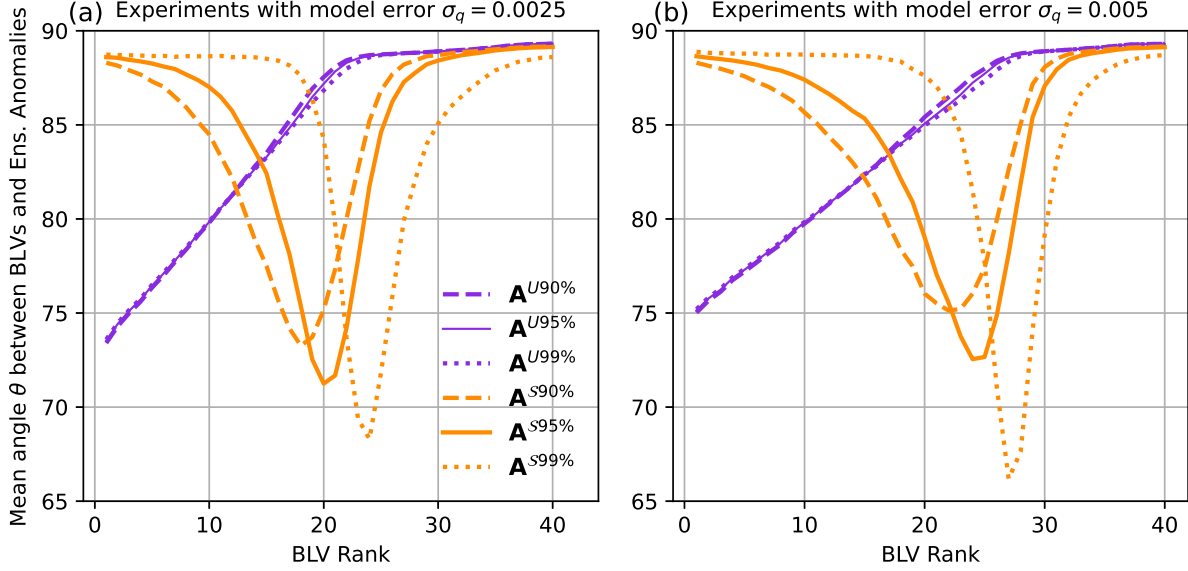 (a) Experiments with model error σ_q = 0.0025
(b) Experiments with model error σ_q = 0.005
Mean angle θ between BLVs and Ens. Anomalies
90
85
80
75
70
65
0 10 20 30 40
BLV Rank
A^U90%
A^U95%
A^U99%
A^S90%
A^S95%
A^S99%
90
85
80
75
70
65
0 10 20 30 40
BLV Rank